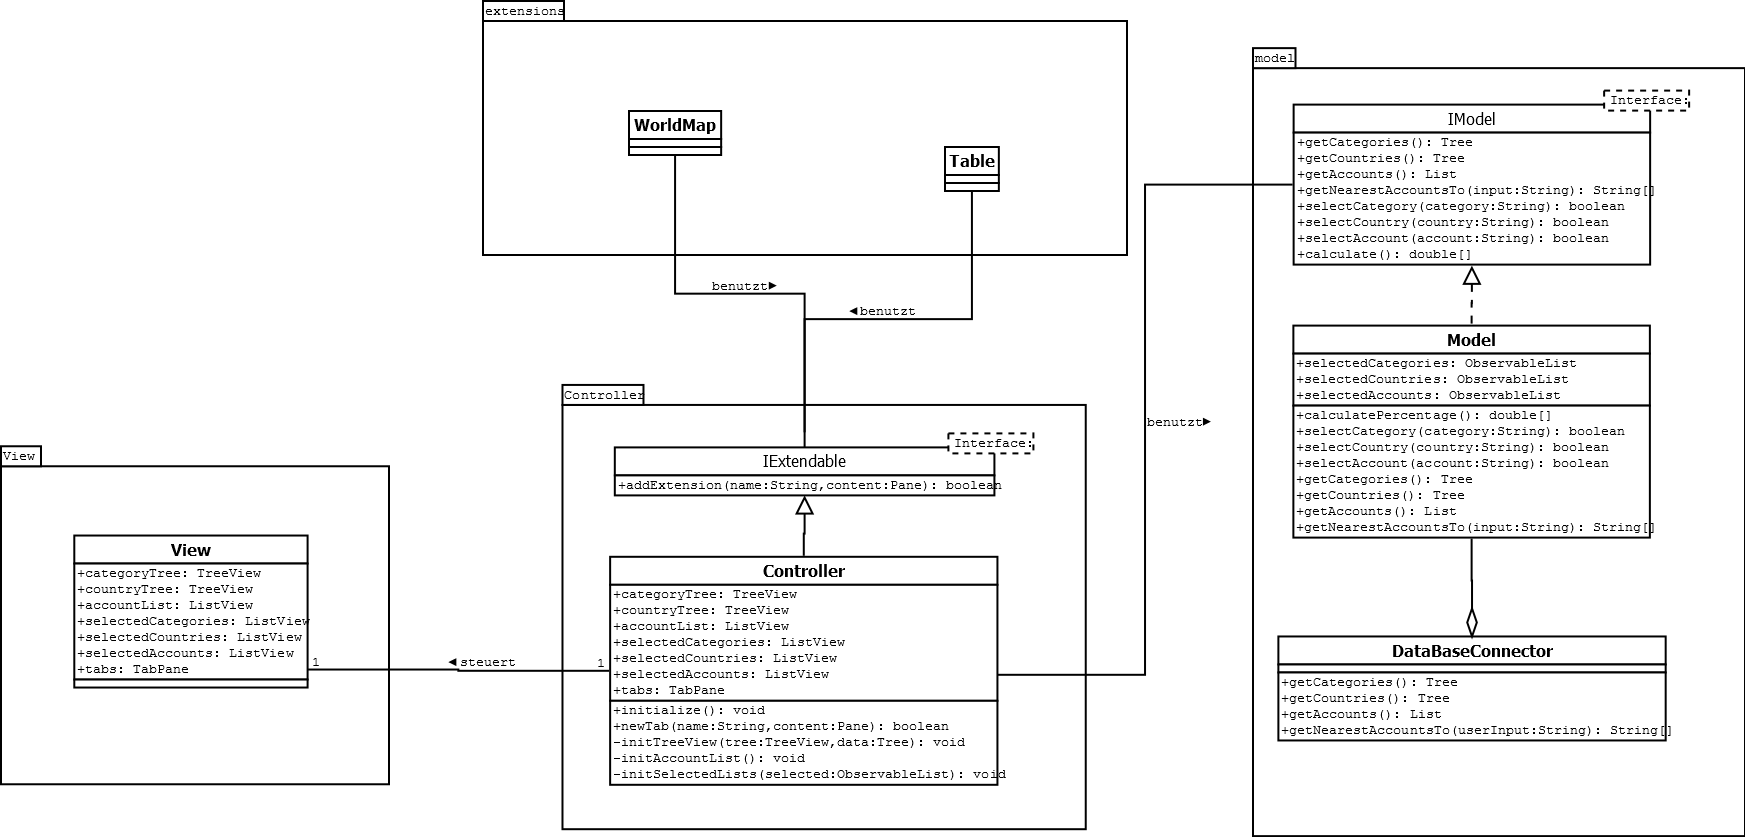 extensions
WorldMap
Table
benutzt►
◄benutzt
model
Interface:
IModel
+getCategories(): Tree
+getCountries(): Tree
+getAccounts(): List
+getNearestAccountsTo(input:String): String[]
+selectCategory(category:String): boolean
+selectCountry(country:String): boolean
+selectAccount(account:String): boolean
+calculate(): double[]
Model
+selectedCategories: ObservableList
+selectedCountries: ObservableList
+selectedAccounts: ObservableList
+calculatePercentage(): double[]
+selectCategory(category:String): boolean
+selectCountry(country:String): boolean
+selectAccount(account:String): boolean
+getCategories(): Tree
+getCountries(): Tree
+getAccounts(): List
+getNearestAccountsTo(input:String): String[]
DataBaseConnector
+getCategories(): Tree
+getCountries(): Tree
+getAccounts(): List
+getNearestAccountsTo(userInput:String): String[]
benutzt►
Controller
Interface:
IExtendable
+addExtension(name:String,content:Pane): boolean
Controller
+categoryTree: TreeView
+countryTree: TreeView
+accountList: ListView
+selectedCategories: ListView
+selectedCountries: ListView
+selectedAccounts: ListView
+tabs: TabPane
+initialize(): void
+newTab(name:String,content:Pane): boolean
-initTreeView(tree:TreeView,data:Tree): void
-initAccountList(): void
-initSelectedLists(selected:ObservableList): void
View
View
+categoryTree: TreeView
+countryTree: TreeView
+accountList: ListView
+selectedCategories: ListView
+selectedCountries: ListView
+selectedAccounts: ListView
+tabs: TabPane
1
◄steuert
1